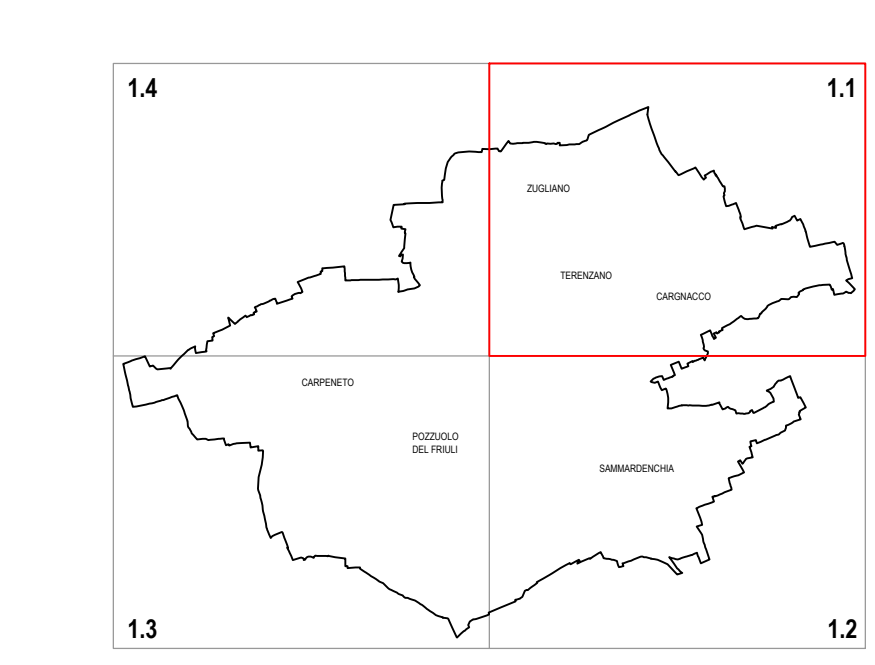 1.4
1.1
ZUGLIANO
TERENZANO
CARGNACCO
CARPENETO
POZZUOLO
DEL FRIULI
SAMMARDENCHIA
1.3
1.2